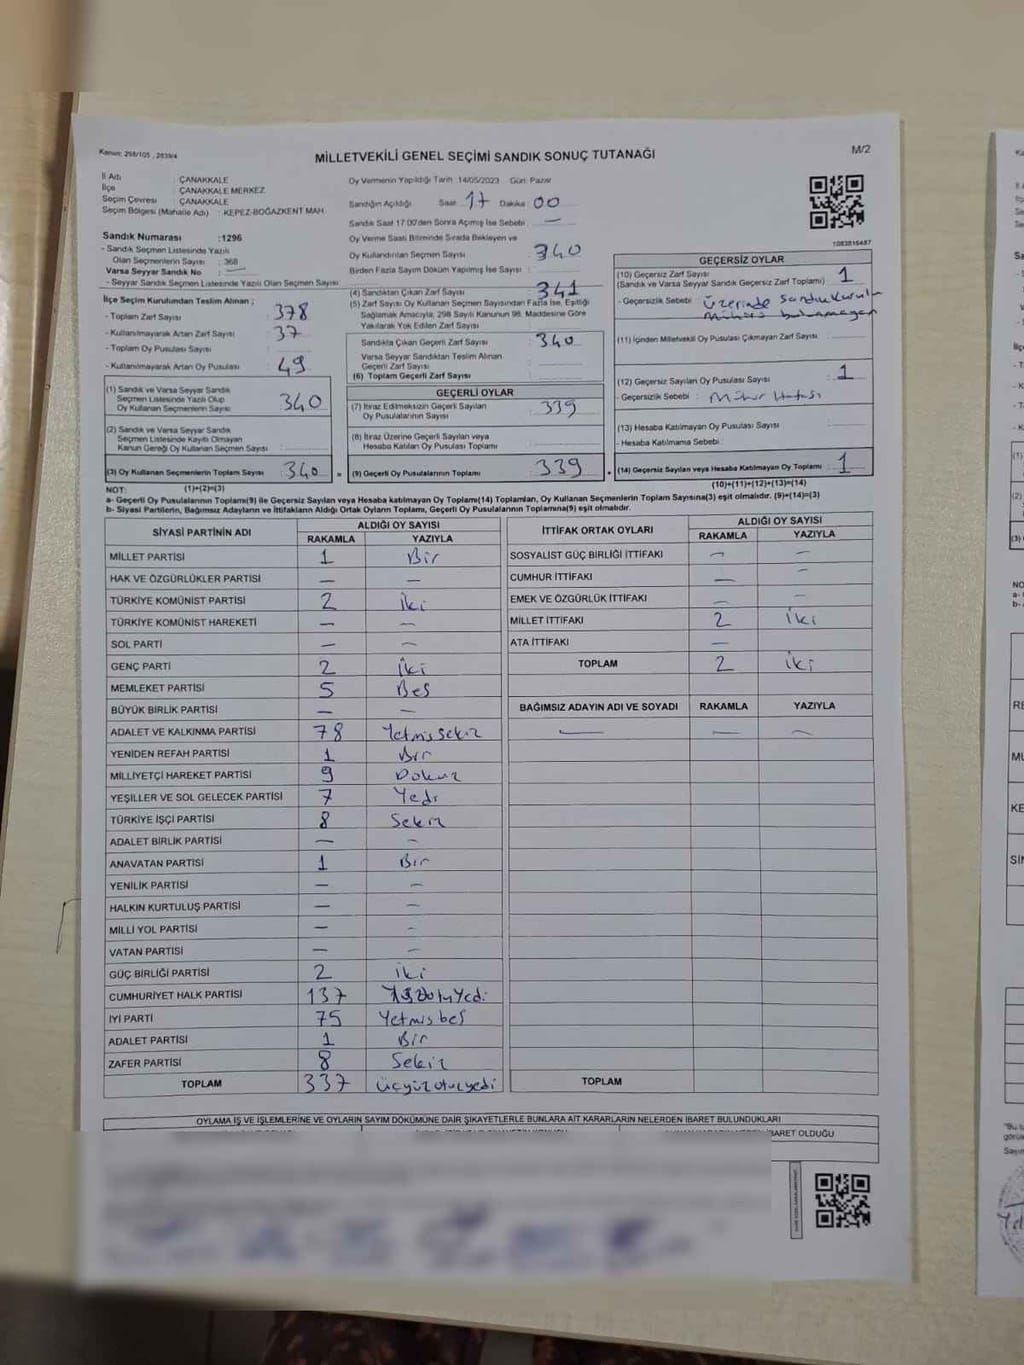 Kanun: 298/105 , 2839/4
MİLLETVEKİLİ GENEL SEÇİMİ SANDIK SONUÇ TUTANAĞI
M/2
İl Adı : ÇANAKKALE
İlçe : ÇANAKKALE MERKEZ
Seçim Çevresi : ÇANAKKALE
Seçim Bölgesi (Mahalle Adı) : KEPEZ-BOĞAZKENT MAH.
Sandık Numarası :1296
- Sandık Seçmen Listesinde Yazılı
Olan Seçmenlerin Sayısı : 368
Varsa Seyyar Sandık No : —
- Seyyar Sandık Seçmen Listesinde Yazılı Olan Seçmen Sayısı
İlçe Seçim Kurulundan Teslim Alınan ;
- Toplam Zarf Sayısı : 378
- Kullanılmayarak Artan Zarf Sayısı : 37
- Toplam Oy Pusulası Sayısı
- Kullanılmayarak Artan Oy Pusulası : 49
(1) Sandık ve Varsa Seyyar Sandık
Seçmen Listesinde Yazılı Olup
Oy Kullanan Seçmenlerin Sayısı : 340
(2) Sandık ve Varsa Seyyar Sandık
Seçmen Listesinde Kayıtlı Olmayan
Kanun Gereği Oy Kullanan Seçmen Sayısı :
(3) Oy Kullanan Seçmenlerin Toplam Sayısı : 340
Oy Vermenin Yapıldığı Tarih :14/05/2023 Gün: Pazar
Sandığın Açıldığı Saat : 17 Dakika : 00
Sandık Saat 17.00'den Sonra Açılmış İse Sebebi : —
Oy Verme Saati Bitiminde Sırada Bekleyen ve
Oy Kullandırılan Seçmen Sayısı : 340
Birden Fazla Sayım Döküm Yapılmış İse Sayısı :
(4) Sandıktan Çıkan Zarf Sayısı : 341
(5) Zarf Sayısı Oy Kullanan Seçmen Sayısından Fazla İse, Eşitliği
Sağlamak Amacıyla, 298 Sayılı Kanunun 98. Maddesine Göre
Yakılarak Yok Edilen Zarf Sayısı :
Sandıkta Çıkan Geçerli Zarf Sayısı : 340
Varsa Seyyar Sandıktan Teslim Alınan
Geçerli Zarf Sayısı :
(6) Toplam Geçerli Zarf Sayısı :
GEÇERLİ OYLAR
(7) İtiraz Edilmeksizin Geçerli Sayılan
Oy Pusulalarının Sayısı : 339
(8) İtiraz Üzerine Geçerli Sayılan veya
Hesaba Katılan Oy Pusulası Toplamı :
= (9) Geçerli Oy Pusulalarının Toplamı : 339
1083816487
GEÇERSİZ OYLAR
(10) Geçersiz Zarf Sayısı
(Sandık ve Varsa Seyyar Sandık Geçersiz Zarf Toplamı) : 1
- Geçersizlik Sebebi : Üzerinde Sandık Kurulu
Mührü bulunmayan
(11) İçinden Milletvekili Oy Pusulası Çıkmayan Zarf Sayısı :
(12) Geçersiz Sayılan Oy Pusulası Sayısı : 1
- Geçersizlik Sebebi : Mühür Hatası
(13) Hesaba Katılmayan Oy Pusulası Sayısı :
- Hesaba Katılmama Sebebi :
+ (14) Geçersiz Sayılan veya Hesaba Katılmayan Oy Toplamı : 1
NOT: (1)+(2)=(3)
(10)+(11)+(12)+(13)=(14)
a- Geçerli Oy Pusulalarının Toplamı(9) ile Geçersiz Sayılan veya Hesaba katılmayan Oy Toplamı(14) Toplamları, Oy Kullanan Seçmenlerin Toplam Sayısına(3) eşit olmalıdır. (9)+(14)=(3)
b- Siyasi Partilerin, Bağımsız Adayların ve İttifakların Aldığı Ortak Oyların Toplamı, Geçerli Oy Pusulalarının Toplamına(9) eşit olmalıdır.
SİYASİ PARTİNİN ADI ALDIĞI OY SAYISI
RAKAMLA YAZIYLA
MİLLET PARTİSİ 1 Bir
HAK VE ÖZGÜRLÜKLER PARTİSİ — —
TÜRKİYE KOMÜNİST PARTİSİ 2 iki
TÜRKİYE KOMÜNİST HAREKETİ — —
SOL PARTİ — —
GENÇ PARTİ 2 iki
MEMLEKET PARTİSİ 5 Beş
BÜYÜK BİRLİK PARTİSİ — —
ADALET VE KALKINMA PARTİSİ 78 Yetmiş sekiz
YENİDEN REFAH PARTİSİ 1 Bir
MİLLİYETÇİ HAREKET PARTİSİ 9 Dokuz
YEŞİLLER VE SOL GELECEK PARTİSİ 7 Yedi
TÜRKİYE İŞÇİ PARTİSİ 8 Sekiz
ADALET BİRLİK PARTİSİ — —
ANAVATAN PARTİSİ 1 Bir
YENİLİK PARTİSİ — —
HALKIN KURTULUŞ PARTİSİ — —
MİLLİ YOL PARTİSİ — —
VATAN PARTİSİ — —
GÜÇ BİRLİĞİ PARTİSİ 2 iki
CUMHURİYET HALK PARTİSİ 137
İYİ PARTİ 75 Yetmiş beş
ADALET PARTİSİ 1 Bir
ZAFER PARTİSİ 8 Sekiz
TOPLAM 337 Üçyüzotuzyedi
İTTİFAK ORTAK OYLARI ALDIĞI OY SAYISI
RAKAMLA YAZIYLA
SOSYALİST GÜÇ BİRLİĞİ İTTİFAKI — —
CUMHUR İTTİFAKI — —
EMEK VE ÖZGÜRLÜK İTTİFAKI — —
MİLLET İTTİFAKI 2 iki
ATA İTTİFAKI —
TOPLAM 2 iki
BAĞIMSIZ ADAYIN ADI VE SOYADI RAKAMLA YAZIYLA
— — —
TOPLAM
OYLAMA İŞ VE İŞLEMLERİNE VE OYLARIN SAYIM DÖKÜMÜNE DAİR ŞİKAYETLERLE BUNLARA AİT KARARLARIN NELERDEN İBARET BULUNDUKLARI
İBARET OLDUĞU